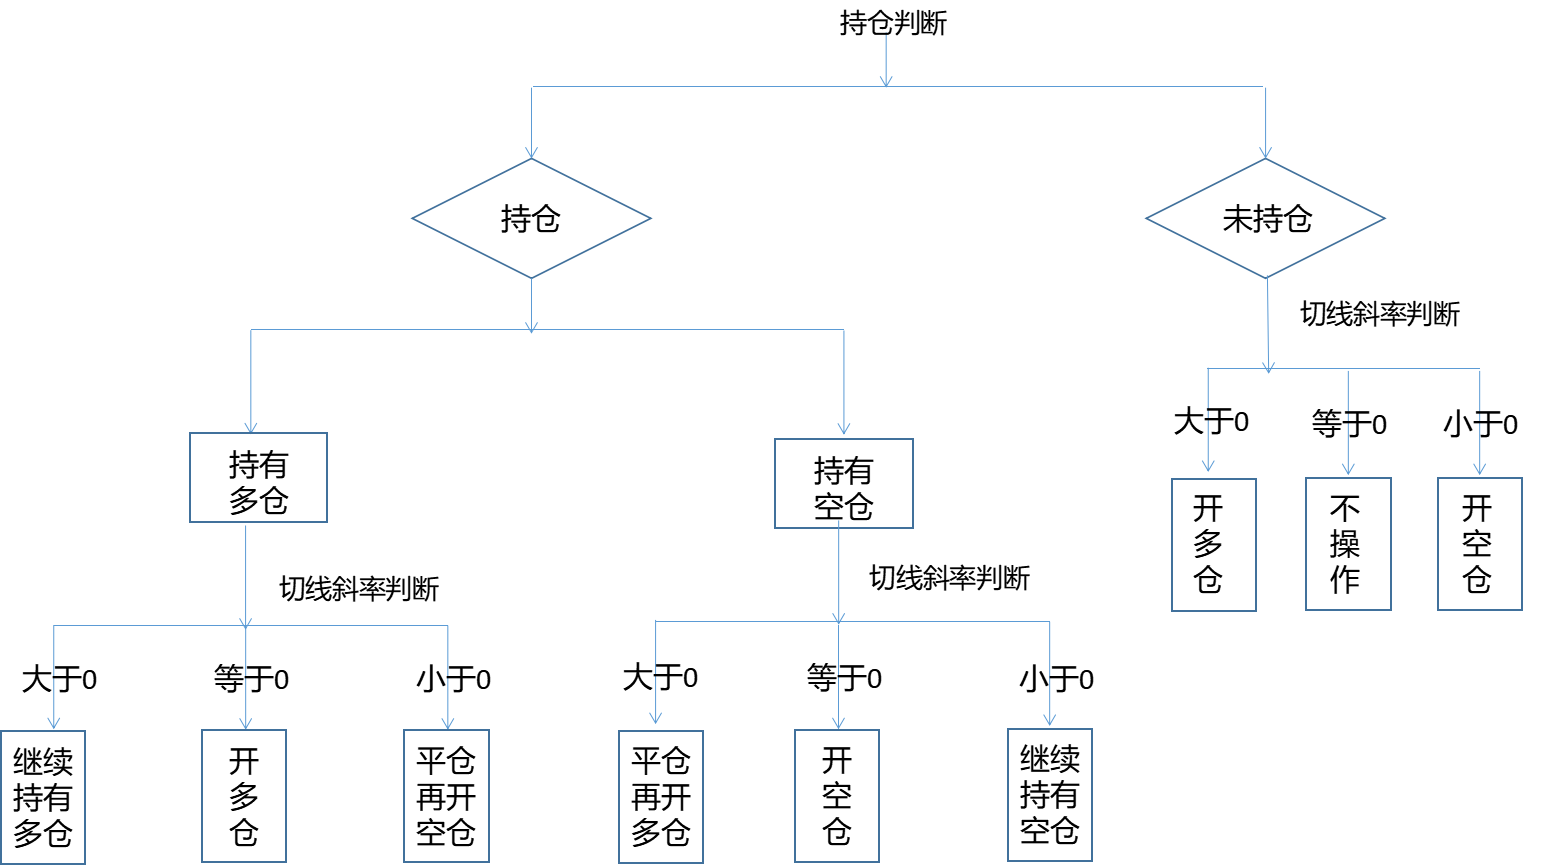 持仓判断
持仓
未持仓
切线斜率判断
大于0
等于0
小于0
开
多
仓
不
操
作
开
空
仓
持有
多仓
持有
空仓
切线斜率判断
切线斜率判断
大于0
等于0
小于0
大于0
等于0
小于0
继续
持有
多仓
开
多
仓
平仓
再开
空仓
平仓
再开
多仓
开
空
仓
继续
持有
空仓